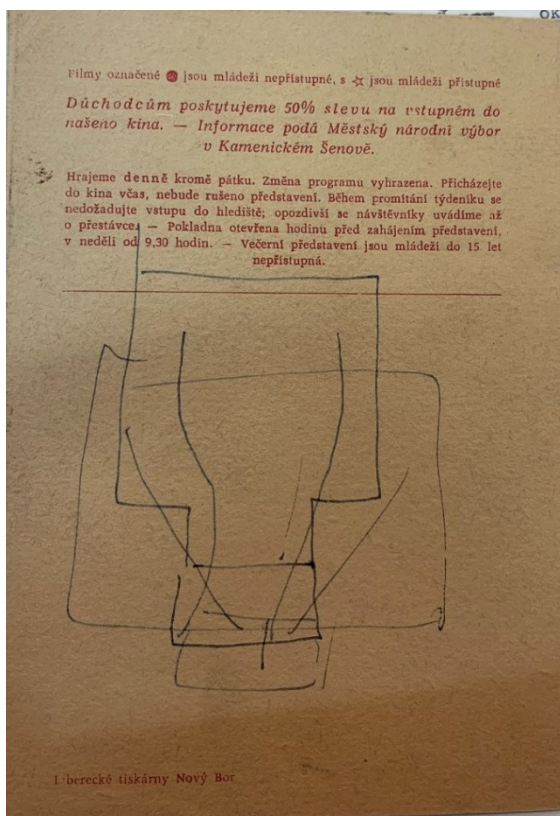 OK
Filmy označené ● jsou mládeži nepřístupné, s ☆ jsou mládeži přístupné
Důchodcům poskytujeme 50% slevu na vstupném do
našeno kina. — Informace podá Městský národní výbor
v Kamenickém Šenově.
Hrajeme denně kromě pátku. Změna programu vyhrazena. Přicházejte
do kina včas, nebude rušeno představení. Během promítání týdeníku se
nedožadujte vstupu do hlediště; opozdivší se návštěvníky uvádíme až
o přestávce. — Pokladna otevřena hodinu před zahájením představení,
v neděli od 9,30 hodin. — Večerní představení jsou mládeži do 15 let
nepřístupná.
Liberecké tiskárny Nový Bor